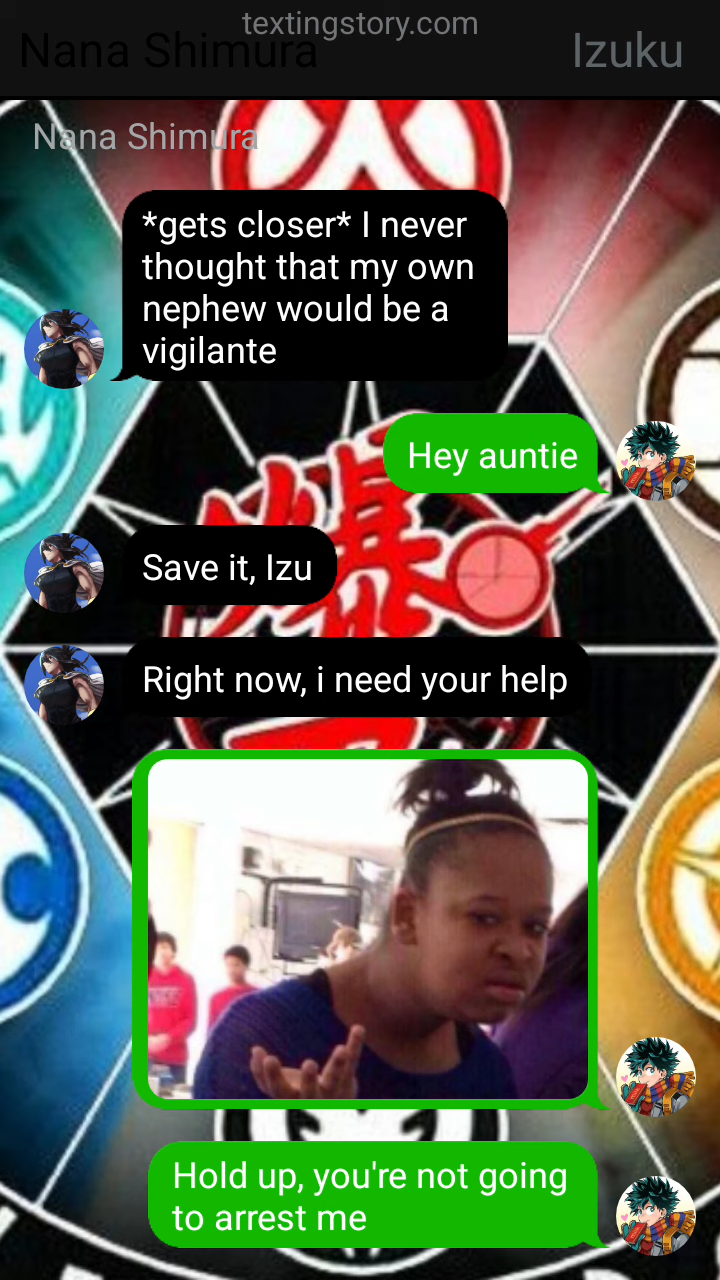 textingstory.com
Nana Shimura
Izuku
Nana Shimura
*gets closer* I never
thought that my own
nephew would be a
vigilante
Hey auntie
Save it, Izu
Right now, i need your help
Hold up, you're not going
to arrest me